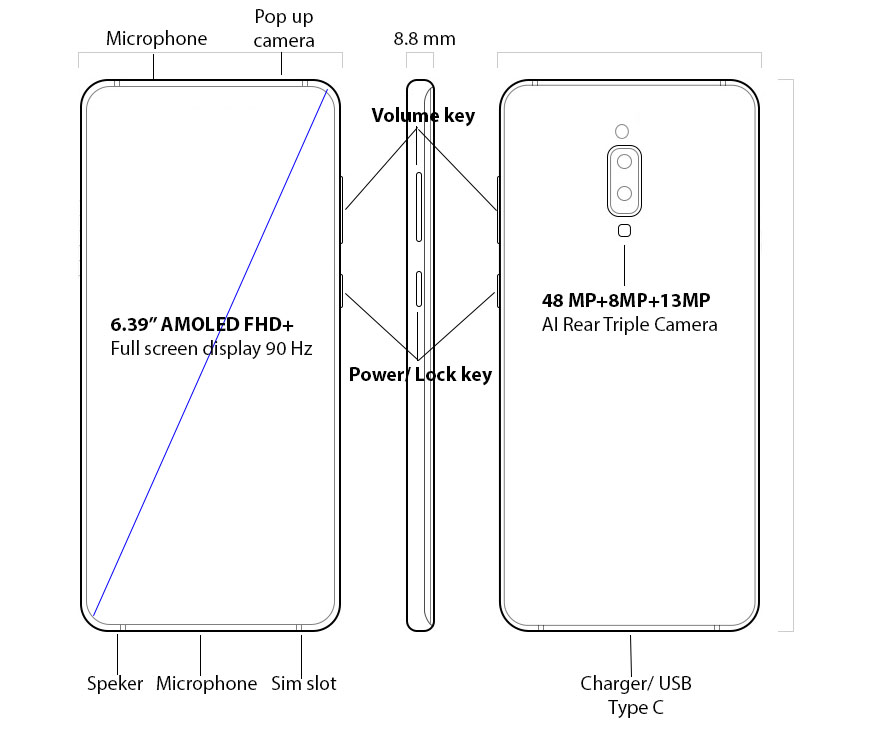 Microphone
Pop up
camera
8.8 mm
Volume key
6.39″ AMOLED FHD+
Full screen display 90 Hz
48 MP+8MP+13MP
AI Rear Triple Camera
Power/ Lock key
Speker
Microphone
Sim slot
Charger/ USB
Type C